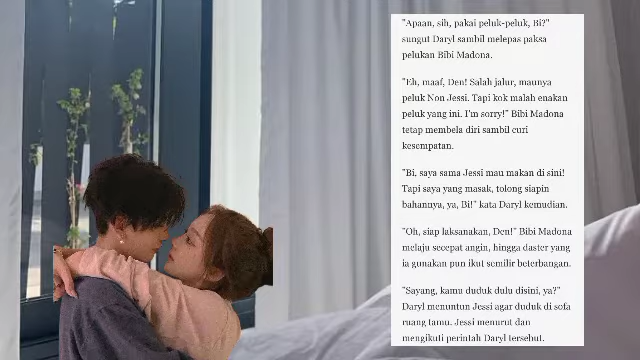 "Apaan, sih, pakai peluk-peluk, Bi?"
sungut Daryl sambil melepas paksa
pelukan Bibi Madona.
"Eh, maaf, Den! Salah jalur, maunya
peluk Non Jessi. Tapi kok malah enakan
peluk yang ini. I'm sorry!" Bibi Madona
tetap membela diri sambil curi
kesempatan.
"Bi, saya sama Jessi mau makan di sini!
Tapi saya yang masak, tolong siapin
bahannya, ya, Bi!" kata Daryl kemudian.
"Oh, siap laksanakan, Den!" Bibi Madona
melaju secepat angin, hingga daster yang
ia gunakan pun ikut semilir beterbangan.
"Sayang, kamu duduk dulu disini, ya?"
Daryl menuntun Jessi agar duduk di sofa
ruang tamu. Jessi menurut dan
mengikuti perintah Daryl tersebut.